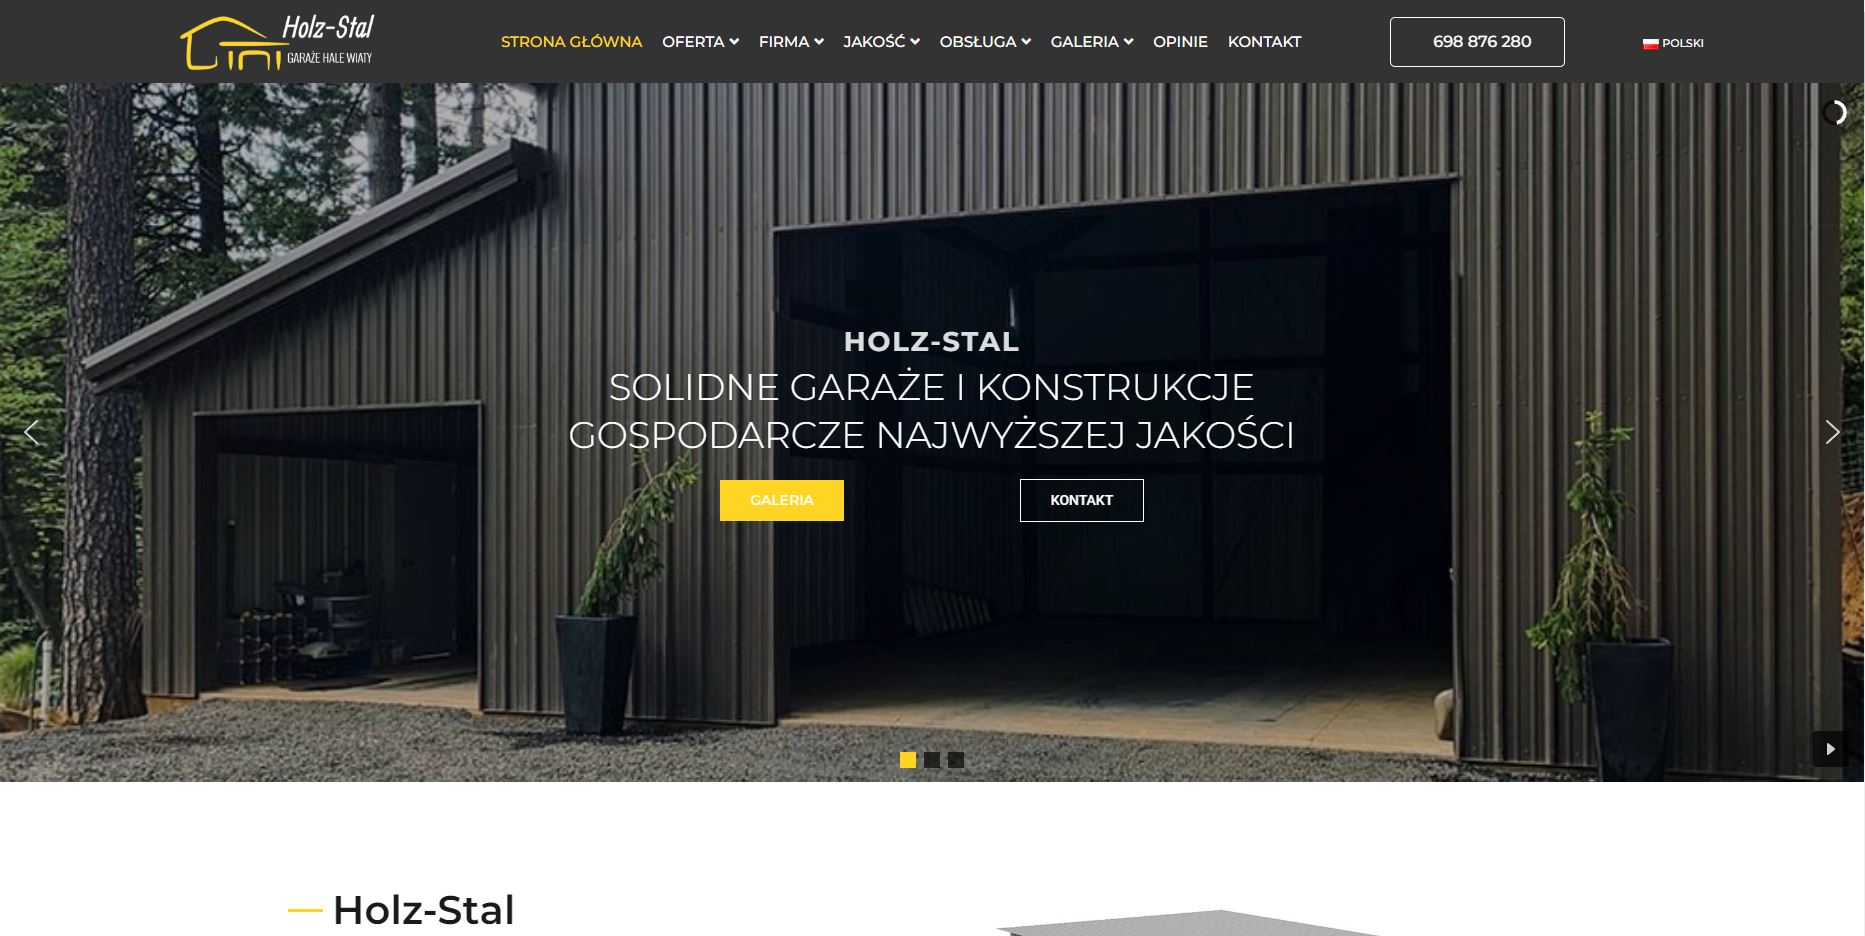 Holz-Stal
GARAŻE HALE WIATY
STRONA GŁÓWNA OFERTA FIRMA JAKOŚĆ OBSŁUGA GALERIA OPINIE KONTAKT
698 876 280
POLSKI
HOLZ-STAL
SOLIDNE GARAŻE I KONSTRUKCJE
GOSPODARCZE NAJWYŻSZEJ JAKOŚCI
GALERIA KONTAKT
Holz-Stal